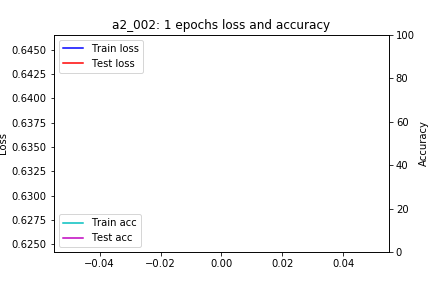 a2_002: 1 epochs loss and accuracy
Train loss
Test loss
Train acc
Test acc
0.6450
0.6425
0.6400
0.6375
0.6350
0.6325
0.6300
0.6275
0.6250
Loss
100
80
60
40
20
0
Accuracy
−0.04
−0.02
0.00
0.02
0.04